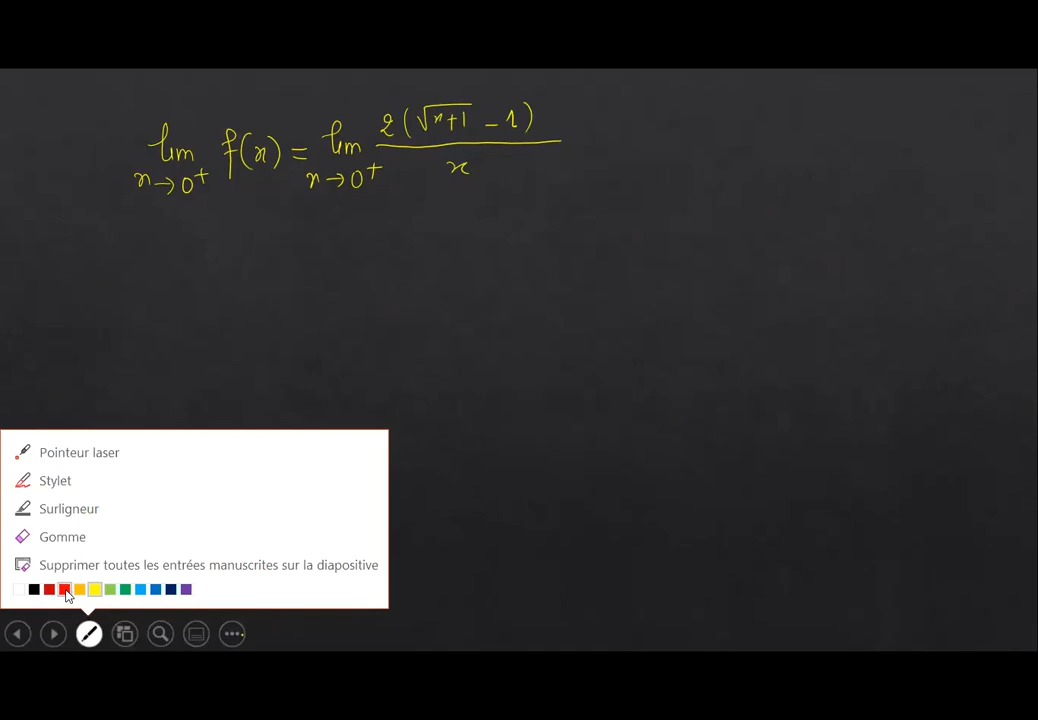 lim x→0⁺ f(x) = lim x→0⁺ 2(√x+1 − 1) / x
Pointeur laser
Stylet
Surligneur
Gomme
Supprimer toutes les entrées manuscrites sur la diapositive